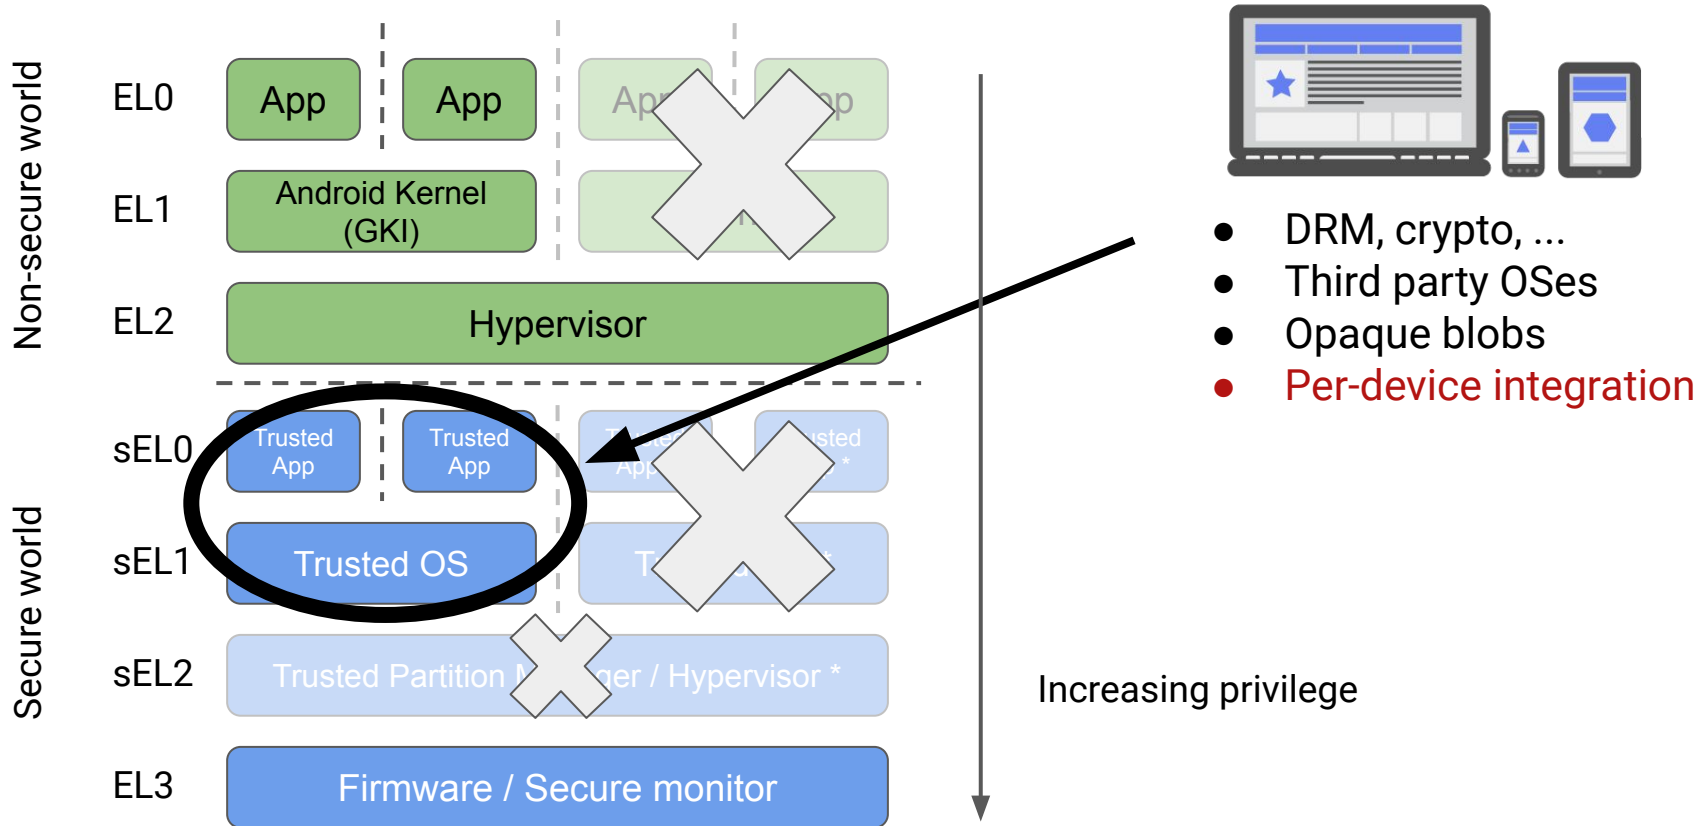 Non-secure world
EL0
App
App
EL1
Android Kernel
(GKI)
EL2
Hypervisor
Secure world
sEL0
Trusted
App
Trusted
App
sEL1
Trusted OS
sEL2
Trusted Partition / Hypervisor *
EL3
Firmware / Secure monitor
Increasing privilege
● DRM, crypto, ...
● Third party OSes
● Opaque blobs
● Per-device integration